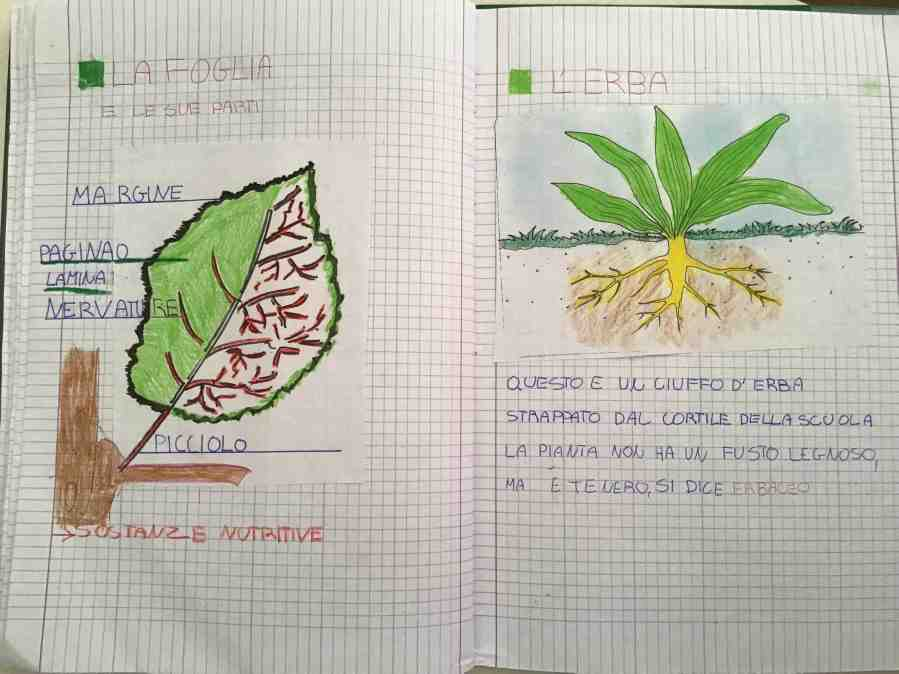 LA FOGLIA
E LE SUE PARTI
MARGINE
PAGINA O
LAMINA
NERVATURE
PICCIOLO
→SOSTANZE NUTRITIVE
L'ERBA
QUESTO E UN CIUFFO D'ERBA
STRAPPATO DAL CORTILE DELLA SCUOLA
LA PIANTA NON HA UN FUSTO LEGNOSO,
MA È TENERO, SI DICE ERBACEO